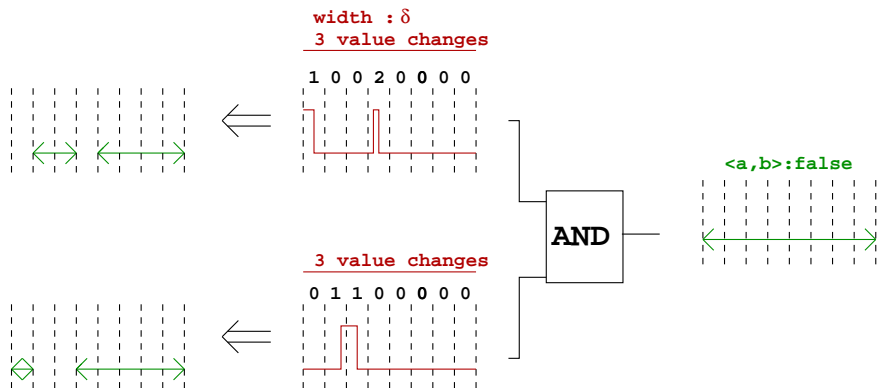 width : δ
3 value changes
1 0 0 2 0 0 0 0
<a,b>:false
AND
3 value changes
0 1 1 0 0 0 0 0